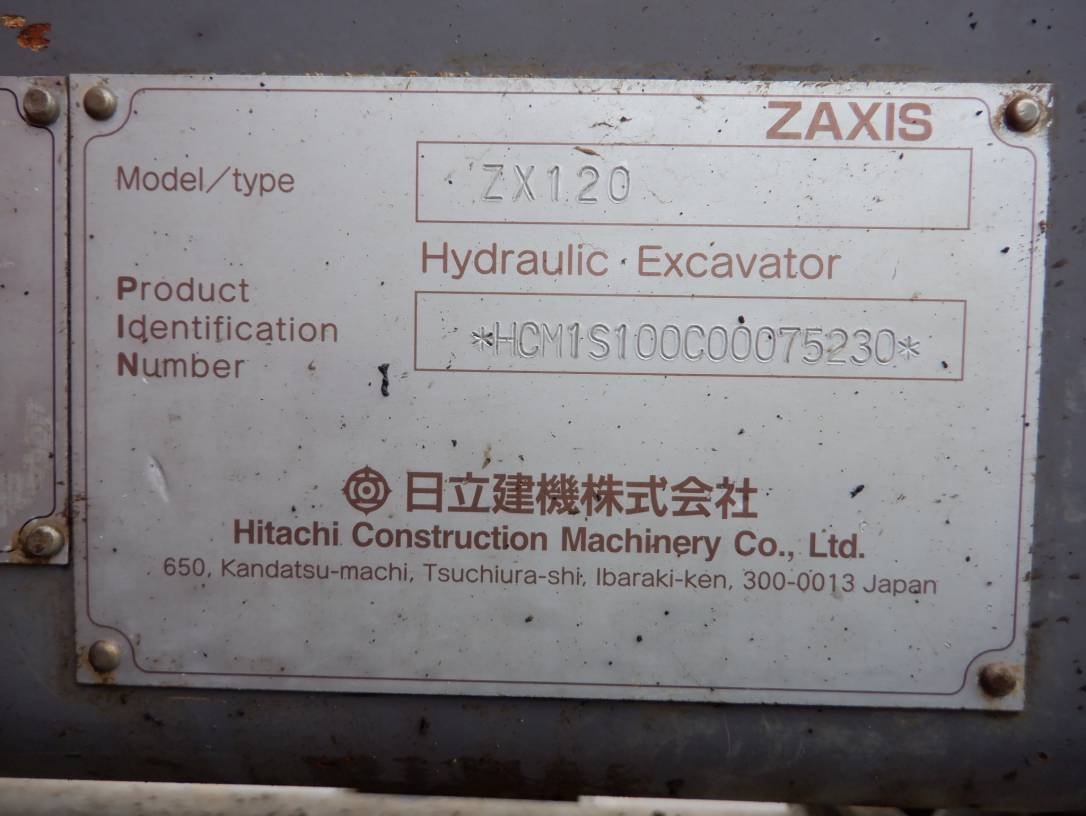 ZAXIS
Model/type ZX120
Hydraulic Excavator
Product
Identification
Number
*HCM1S100C00075230*
日立建機株式会社
Hitachi Construction Machinery Co., Ltd.
650, Kandatsu-machi, Tsuchiura-shi, Ibaraki-ken, 300-0013 Japan